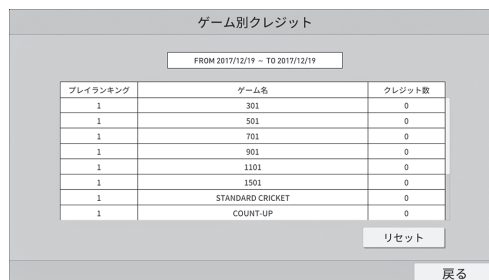 ゲーム別クレジット
FROM 2017/12/19 ～ TO 2017/12/19
プレイランキング ゲーム名 クレジット数
1 301 0
1 501 0
1 701 0
1 901 0
1 1101 0
1 1501 0
1 STANDARD CRICKET 0
1 COUNT-UP 0
リセット
戻る